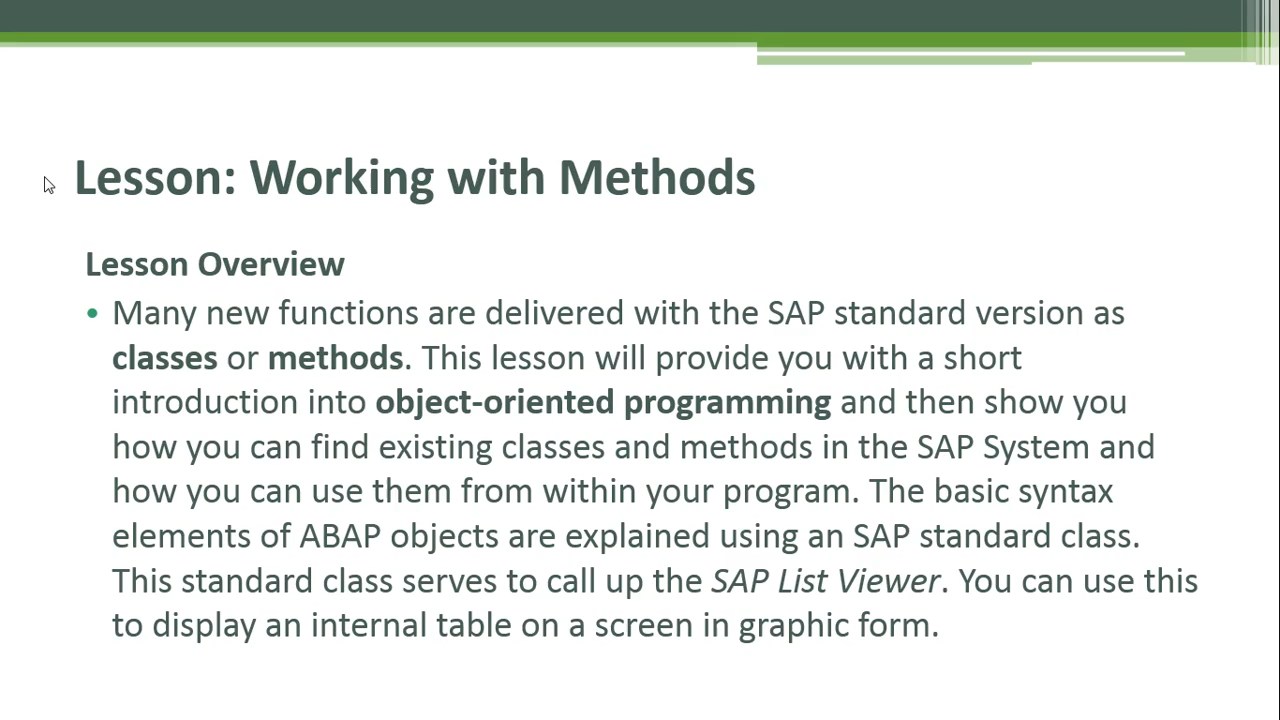 Lesson: Working with Methods
Lesson Overview
• Many new functions are delivered with the SAP standard version as
classes or methods. This lesson will provide you with a short
introduction into object-oriented programming and then show you
how you can find existing classes and methods in the SAP System and
how you can use them from within your program. The basic syntax
elements of ABAP objects are explained using an SAP standard class.
This standard class serves to call up the SAP List Viewer. You can use this
to display an internal table on a screen in graphic form.